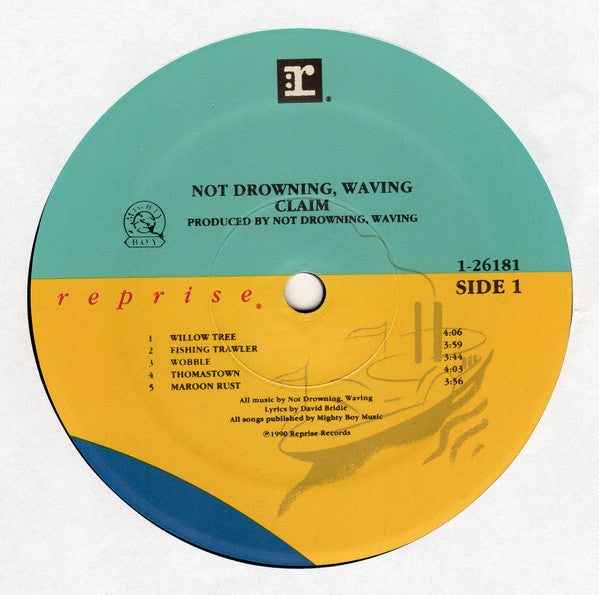 r®
NOT DROWNING, WAVING
CLAIM
PRODUCED BY NOT DROWNING, WAVING
MIGHTY
BOY
1-26181
SIDE 1
reprise®
1 WILLOW TREE 4:06
2 FISHING TRAWLER 3:59
3 WOBBLE 3:44
4 THOMASTOWN 4:03
5 MAROON RUST 3:56
All music by Not Drowning, Waving
Lyrics by David Bridie
All songs published by Mighty Boy Music
℗1990 Reprise Records